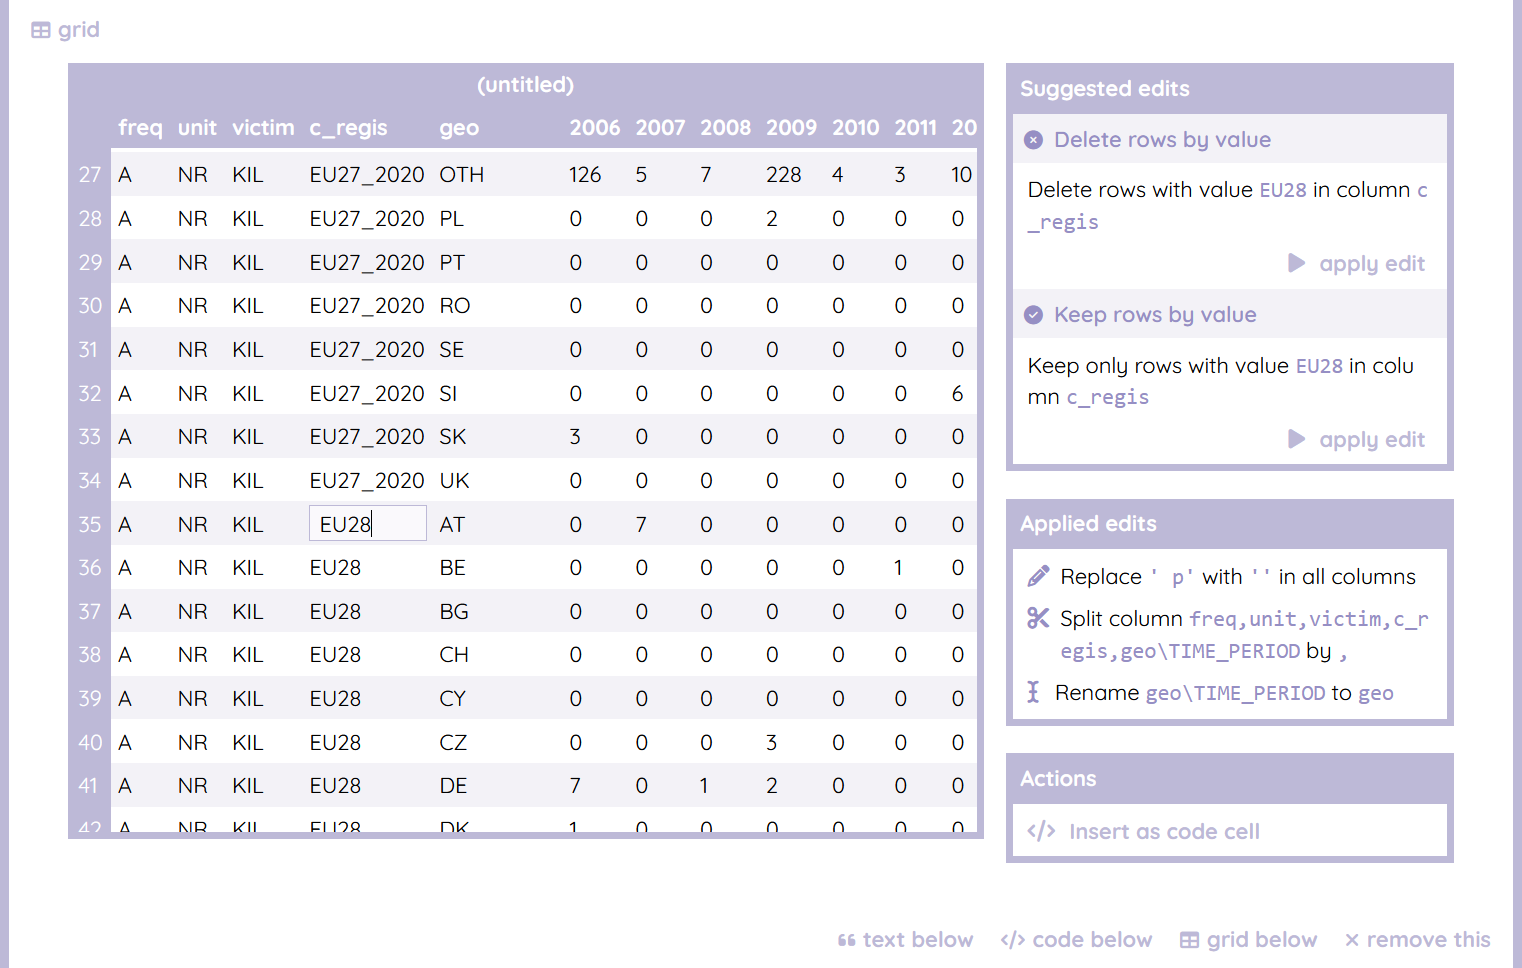 grid
(untitled)
freq unit victim c_regis geo 2006 2007 2008 2009 2010 2011 20
27 A NR KIL EU27_2020 OTH 126 5 7 228 4 3 10
28 A NR KIL EU27_2020 PL 0 0 0 2 0 0 0
29 A NR KIL EU27_2020 PT 0 0 0 0 0 0 0
30 A NR KIL EU27_2020 RO 0 0 0 0 0 0 0
31 A NR KIL EU27_2020 SE 0 0 0 0 0 0 0
32 A NR KIL EU27_2020 SI 0 0 0 0 0 0 6
33 A NR KIL EU27_2020 SK 3 0 0 0 0 0 0
34 A NR KIL EU27_2020 UK 0 0 0 0 0 0 0
35 A NR KIL EU28 AT 0 7 0 0 0 0 0
36 A NR KIL EU28 BE 0 0 0 0 0 1 0
37 A NR KIL EU28 BG 0 0 0 0 0 0 0
38 A NR KIL EU28 CH 0 0 0 0 0 0 0
39 A NR KIL EU28 CY 0 0 0 0 0 0 0
40 A NR KIL EU28 CZ 0 0 0 3 0 0 0
41 A NR KIL EU28 DE 7 0 1 2 0 0 0
42 A NR KIL EU28 DK 1 0 0 0 0 0 0
Suggested edits
Delete rows by value
Delete rows with value EU28 in column c
_regis
apply edit
Keep rows by value
Keep only rows with value EU28 in colu
mn c_regis
apply edit
Applied edits
Replace ' p' with '' in all columns
Split column freq,unit,victim,c_r
egis,geo\TIME_PERIOD by ,
Rename geo\TIME_PERIOD to geo
Actions
</> Insert as code cell
text below </> code below grid below × remove this